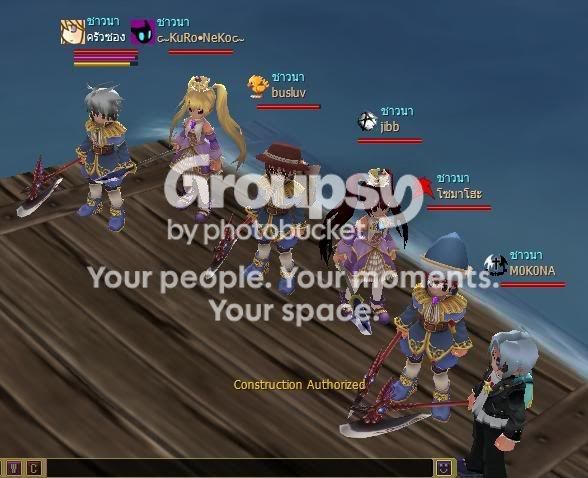 ชาวนา
ครัวซอง
ชาวนา
c~KuRo•NeKoc~
ชาวนา
busluv
ชาวนา
jibb
ชาวนา
โซมาโฮะ
ชาวนา
M0K0NA
Groupsy
by photobucket
Your people. Your moments.
Your space.
Construction Authorized
W C